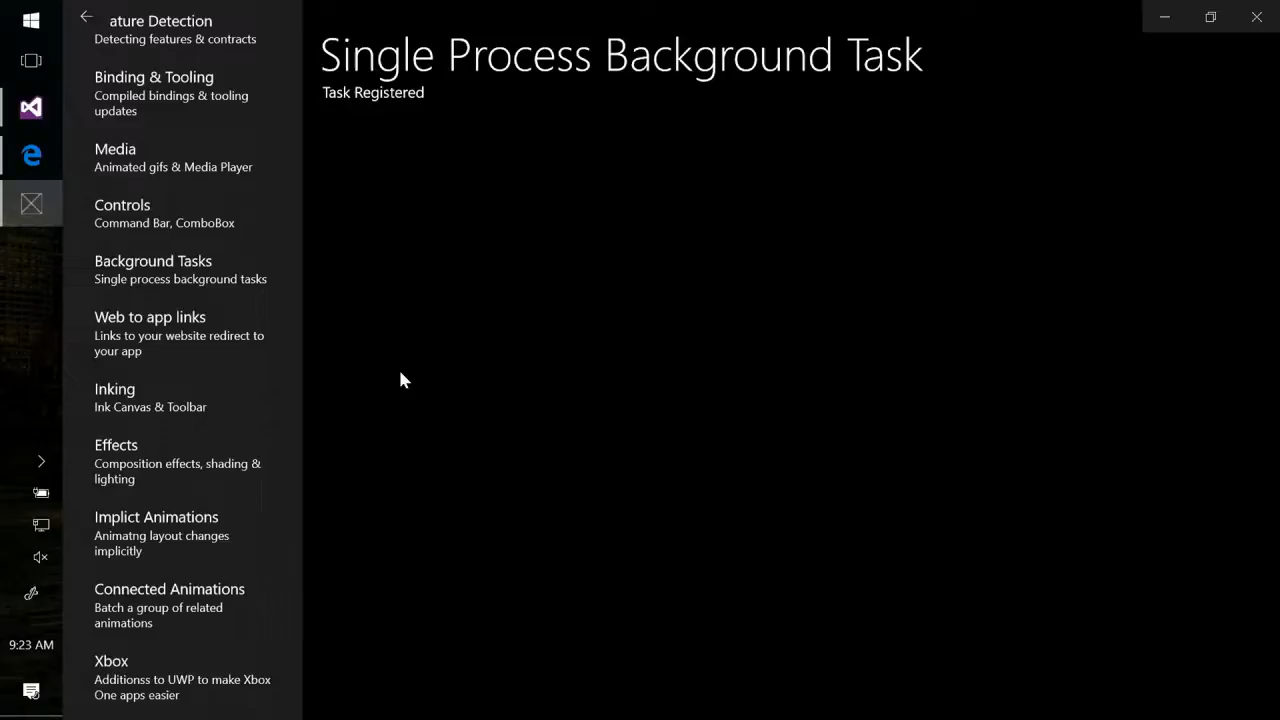 ature Detection
Detecting features & contracts
Binding & Tooling
Compiled bindings & tooling
updates
Media
Animated gifs & Media Player
Controls
Command Bar, ComboBox
Background Tasks
Single process background tasks
Web to app links
Links to your website redirect to
your app
Inking
Ink Canvas & Toolbar
Effects
Composition effects, shading &
lighting
Implict Animations
Animatng layout changes
implicitly
Connected Animations
Batch a group of related
animations
Xbox
Additionss to UWP to make Xbox
One apps easier
9:23 AM
Single Process Background Task
Task Registered